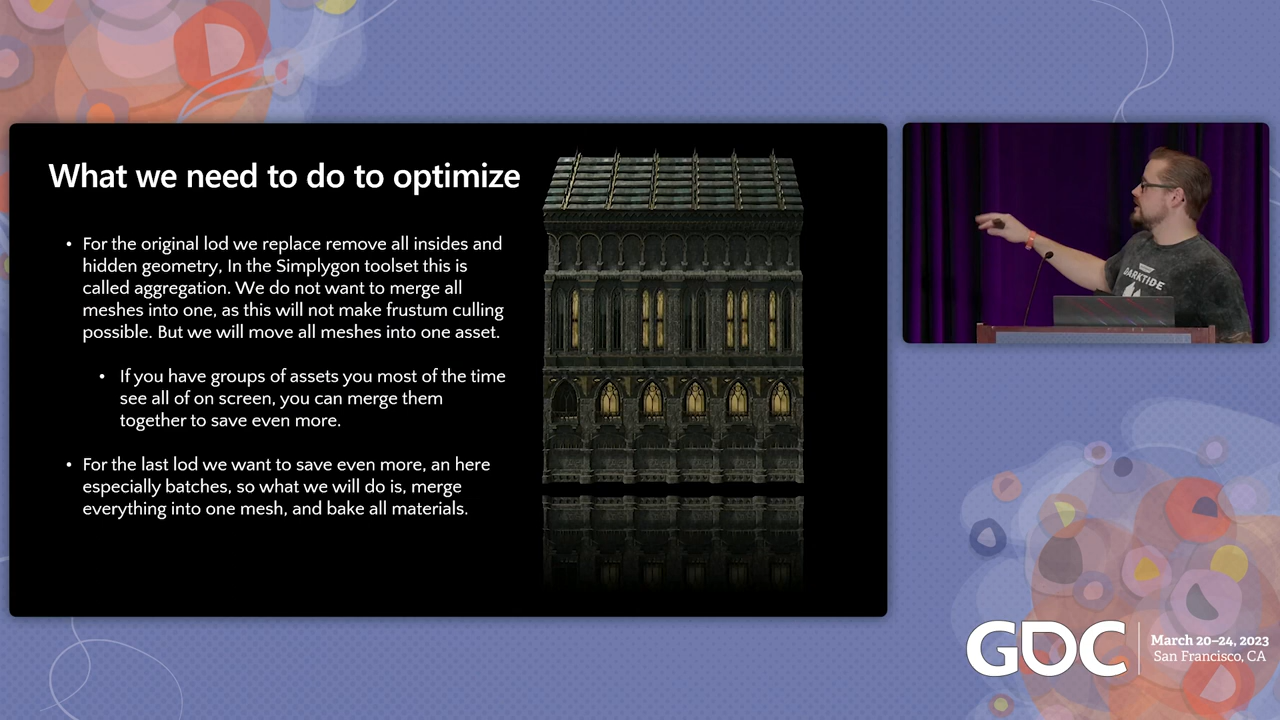 What we need to do to optimize
• For the original lod we replace remove all insides and
hidden geometry, In the Simplygon toolset this is
called aggregation. We do not want to merge all
meshes into one, as this will not make frustum culling
possible. But we will move all meshes into one asset.
• If you have groups of assets you most of the time
see all of on screen, you can merge them
together to save even more.
• For the last lod we want to save even more, an here
especially batches, so what we will do is, merge
everything into one mesh, and bake all materials.
DARKTIDE
GDC
March 20–24, 2023
San Francisco, CA